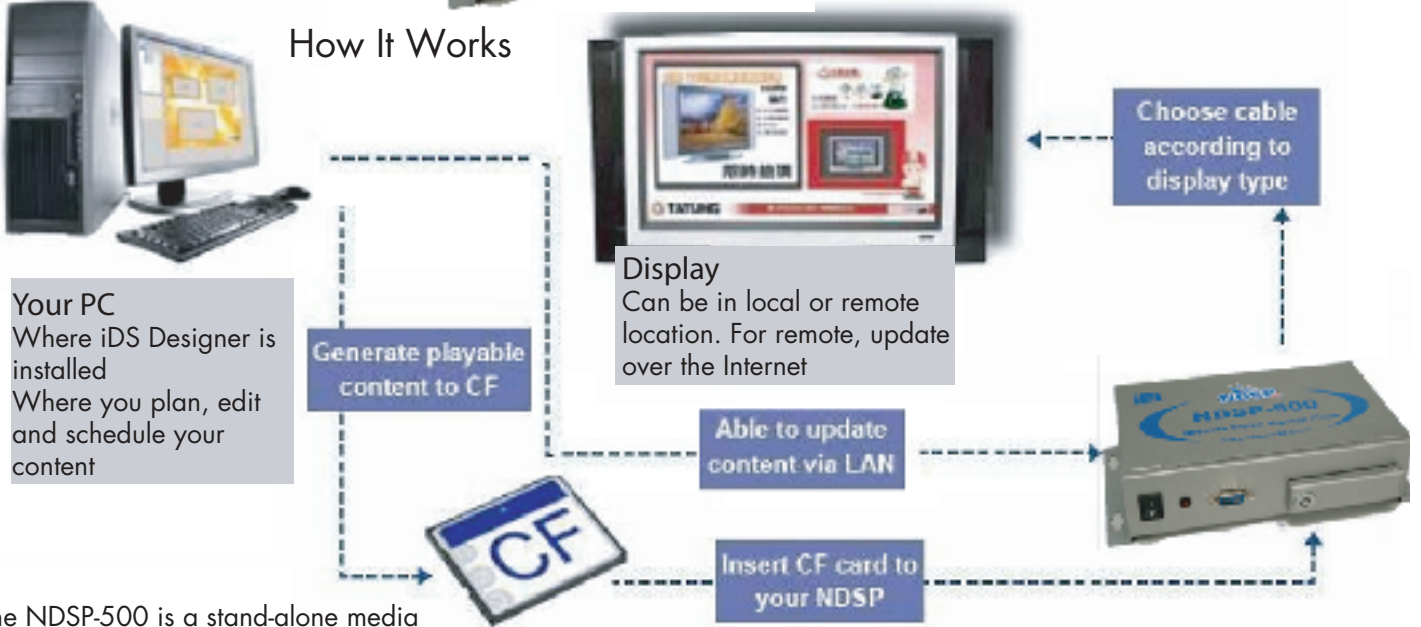 How It Works
Your PC
Where iDS Designer is
installed
Where you plan, edit
and schedule your
content
Generate playable
content to CF
Display
Can be in local or remote
location. For remote, update
over the Internet
Choose cable
according to
display type
TATUNG
Able to update
content via LAN
NDSP-500
CF
Insert CF card to
your NDSP
he NDSP-500 is a stand-alone media